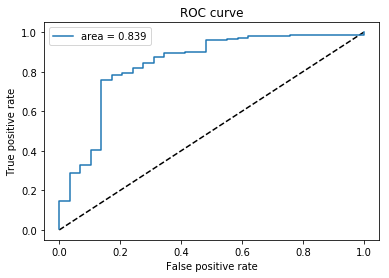 ROC curve
area = 0.839
True positive rate
1.0
0.8
0.6
0.4
0.2
0.0
0.0 0.2 0.4 0.6 0.8 1.0
False positive rate